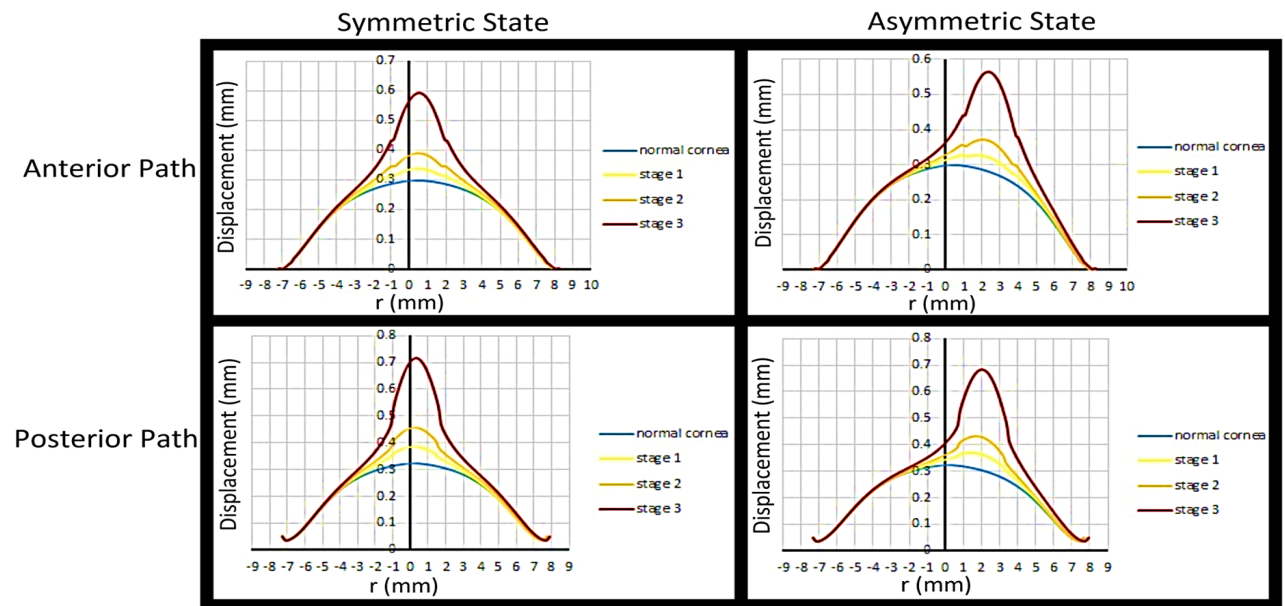 Symmetric State
Asymmetric State
Anterior Path
Displacement (mm)
0.7
0.6
0.5
0.4
0.3
0.2
0.1
0
-9 -8 -7 -6 -5 -4 -3 -2 -1 0 1 2 3 4 5 6 7 8 9 10
r (mm)
normal cornea
stage 1
stage 2
stage 3
Displacement (mm)
0.6
0.5
0.4
0.3
0.2
0.1
0
-9 -8 -7 -6 -5 -4 -3 -2 -1 0 1 2 3 4 5 6 7 8 9 10
r (mm)
normal cornea
stage 1
stage 2
stage 3
Posterior Path
Displacement (mm)
0.8
0.7
0.6
0.5
0.4
0.3
0.2
0.1
0
-9 -8 -7 -6 -5 -4 -3 -2 -1 0 1 2 3 4 5 6 7 8 9
r (mm)
normal cornea
stage 1
stage 2
stage 3
Displacement (mm)
0.8
0.7
0.6
0.5
0.4
0.3
0.2
0.1
0
-9 -8 -7 -6 -5 -4 -3 -2 -1 0 1 2 3 4 5 6 7 8 9
r (mm)
normal cornea
stage 1
stage 2
stage 3